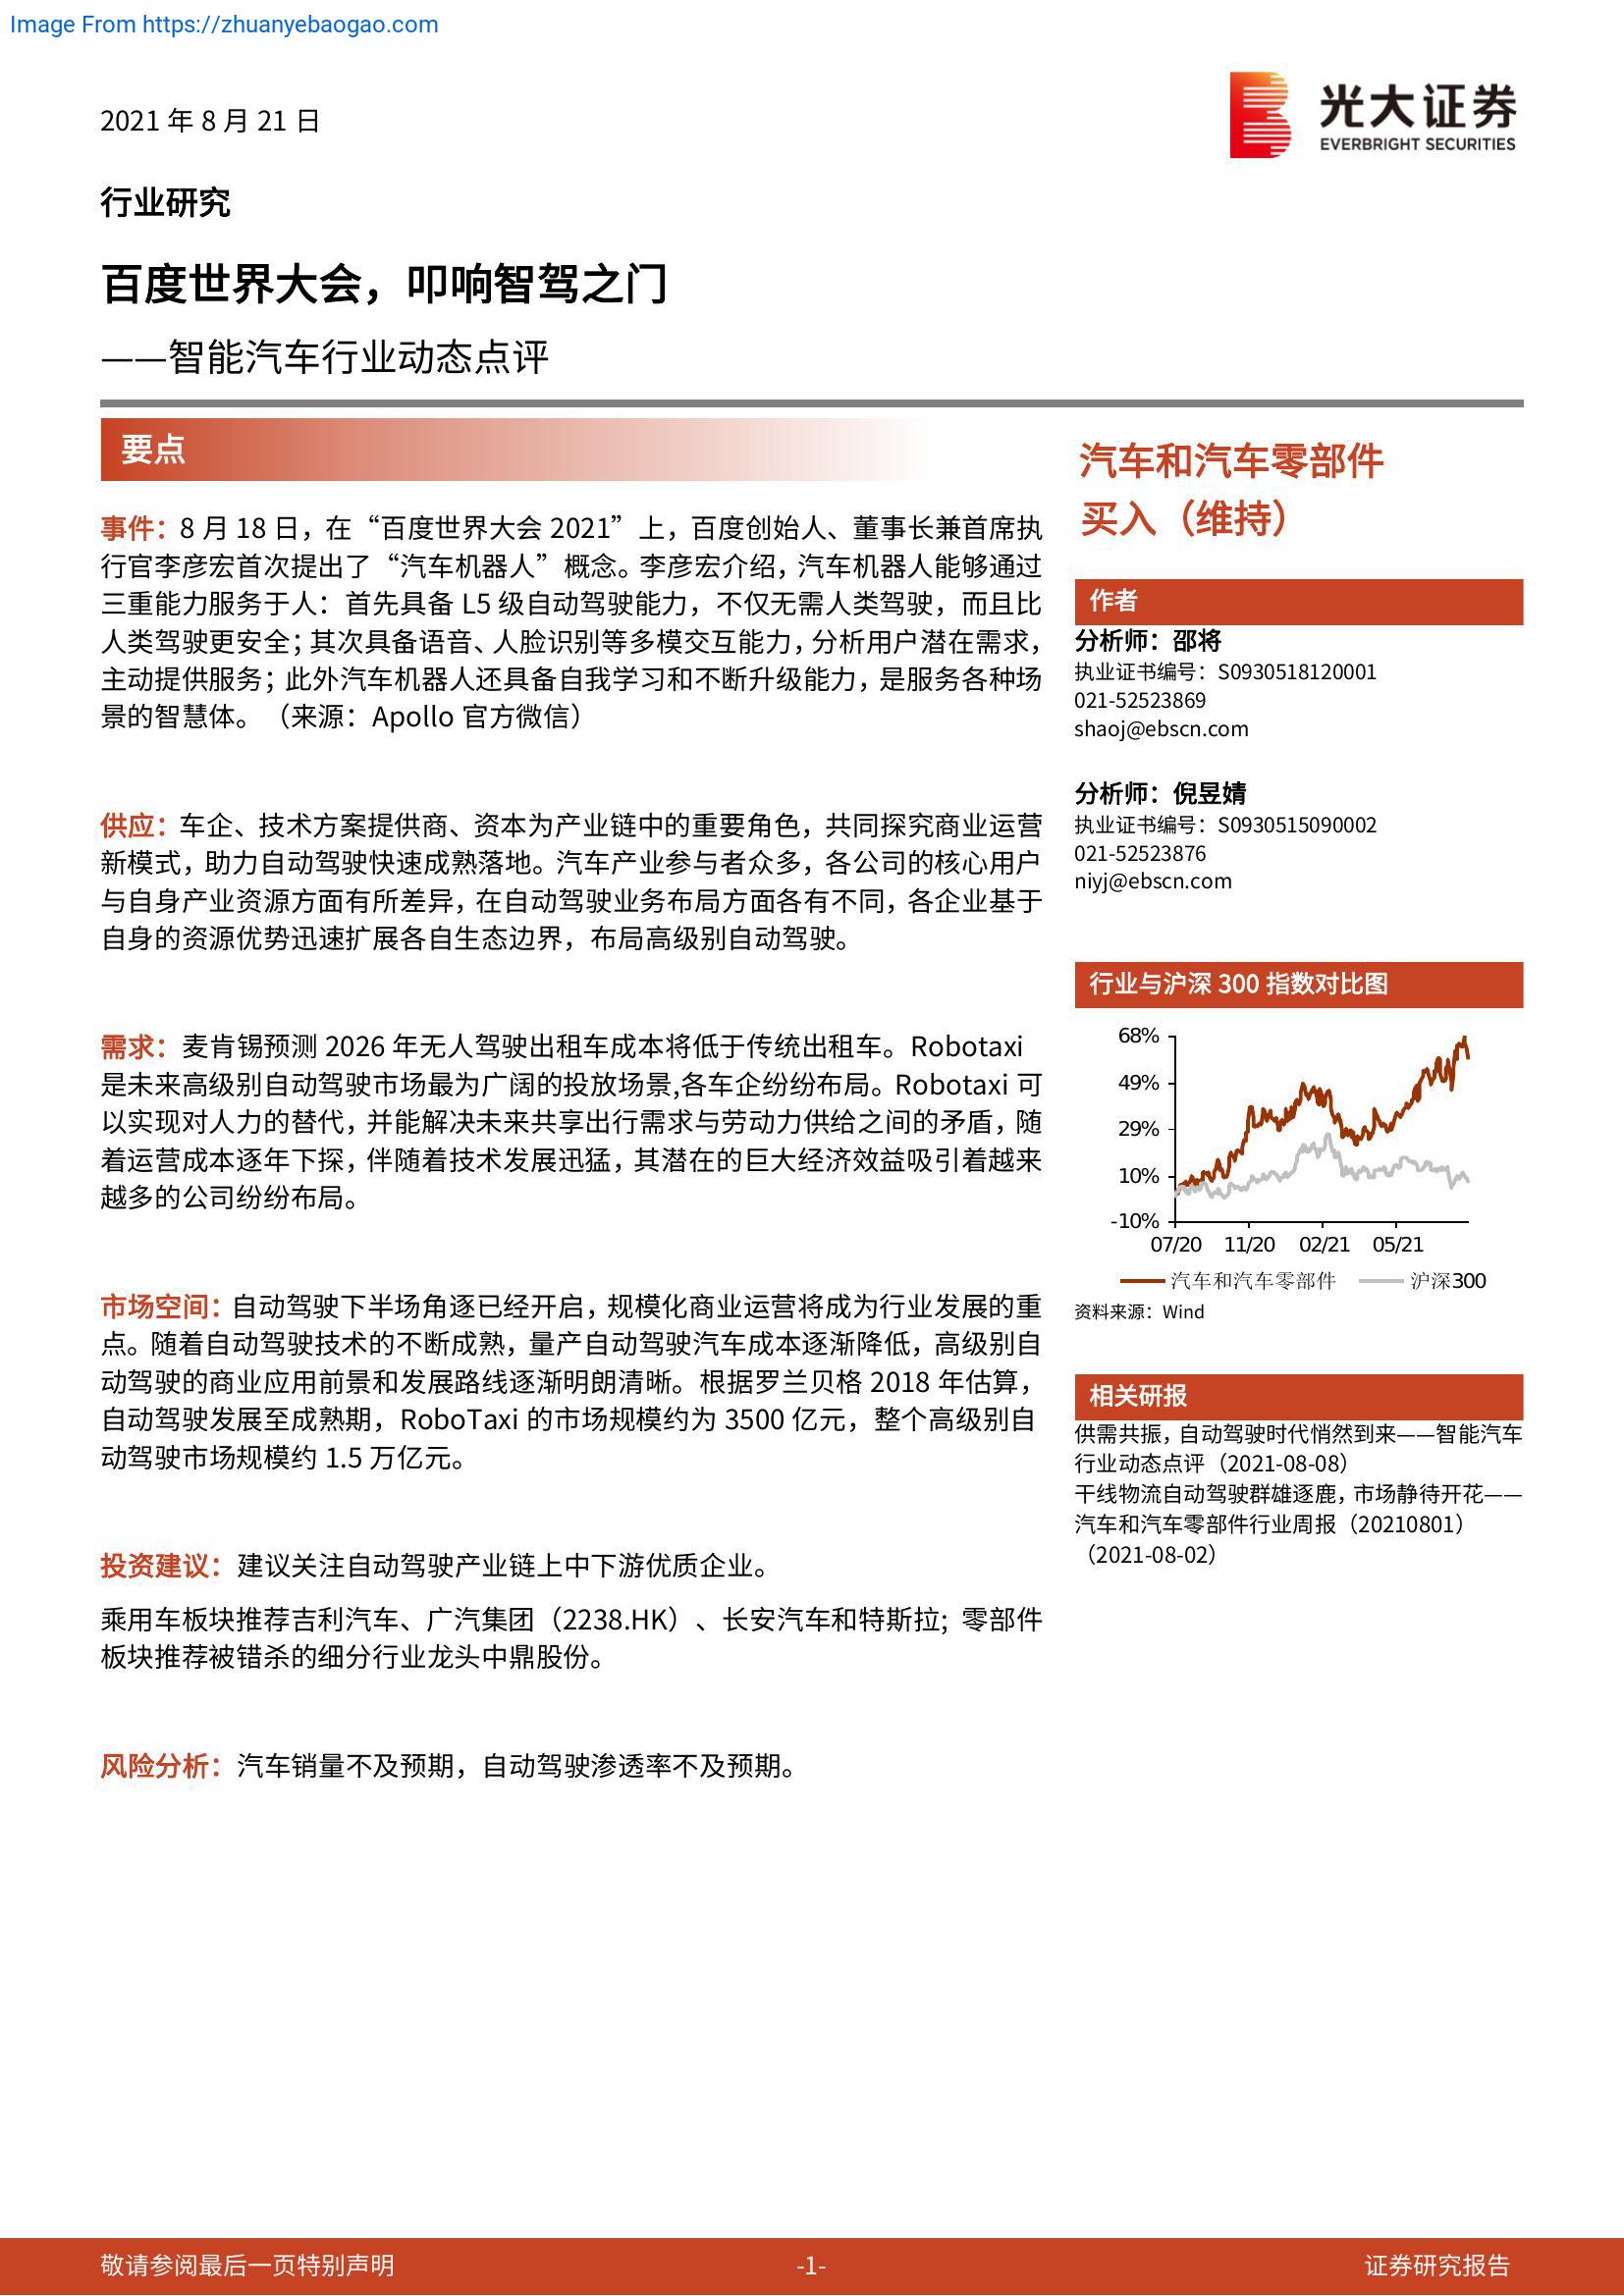 Image From https://zhuanyebaogao.com
2021 年 8 月 21 日
光大证券
EVERBRIGHT SECURITIES
行业研究
百度世界大会，叩响智驾之门
——智能汽车行业动态点评
要点
事件：8 月 18 日，在“百度世界大会 2021”上，百度创始人、董事长兼首席执
行官李彦宏首次提出了“汽车机器人”概念。李彦宏介绍，汽车机器人能够通过
三重能力服务于人：首先具备 L5 级自动驾驶能力，不仅无需人类驾驶，而且比
人类驾驶更安全；其次具备语音、人脸识别等多模交互能力，分析用户潜在需求，
主动提供服务；此外汽车机器人还具备自我学习和不断升级能力，是服务各种场
景的智慧体。（来源：Apollo 官方微信）
供应：车企、技术方案提供商、资本为产业链中的重要角色，共同探究商业运营
新模式，助力自动驾驶快速成熟落地。汽车产业参与者众多，各公司的核心用户
与自身产业资源方面有所差异，在自动驾驶业务布局方面各有不同，各企业基于
自身的资源优势迅速扩展各自生态边界，布局高级别自动驾驶。
需求：麦肯锡预测 2026 年无人驾驶出租车成本将低于传统出租车。Robotaxi
是未来高级别自动驾驶市场最为广阔的投放场景,各车企纷纷布局。Robotaxi 可
以实现对人力的替代，并能解决未来共享出行需求与劳动力供给之间的矛盾，随
着运营成本逐年下探，伴随着技术发展迅猛，其潜在的巨大经济效益吸引着越来
越多的公司纷纷布局。
市场空间：自动驾驶下半场角逐已经开启，规模化商业运营将成为行业发展的重
点。随着自动驾驶技术的不断成熟，量产自动驾驶汽车成本逐渐降低，高级别自
动驾驶的商业应用前景和发展路线逐渐明朗清晰。根据罗兰贝格 2018 年估算，
自动驾驶发展至成熟期，RoboTaxi 的市场规模约为 3500 亿元，整个高级别自
动驾驶市场规模约 1.5 万亿元。
投资建议：建议关注自动驾驶产业链上中下游优质企业。
乘用车板块推荐吉利汽车、广汽集团（2238.HK）、长安汽车和特斯拉; 零部件
板块推荐被错杀的细分行业龙头中鼎股份。
风险分析：汽车销量不及预期，自动驾驶渗透率不及预期。
汽车和汽车零部件
买入（维持）
作者
分析师：邵将
执业证书编号：S0930518120001
021-52523869
shaoj@ebscn.com
分析师：倪昱婧
执业证书编号：S0930515090002
021-52523876
niyj@ebscn.com
行业与沪深 300 指数对比图
68%
49%
29%
10%
-10%
07/20 11/20 02/21 05/21
汽车和汽车零部件 沪深300
资料来源：Wind
相关研报
供需共振，自动驾驶时代悄然到来——智能汽车
行业动态点评（2021-08-08）
干线物流自动驾驶群雄逐鹿，市场静待开花——
汽车和汽车零部件行业周报（20210801）
（2021-08-02）
敬请参阅最后一页特别声明 -1- 证券研究报告